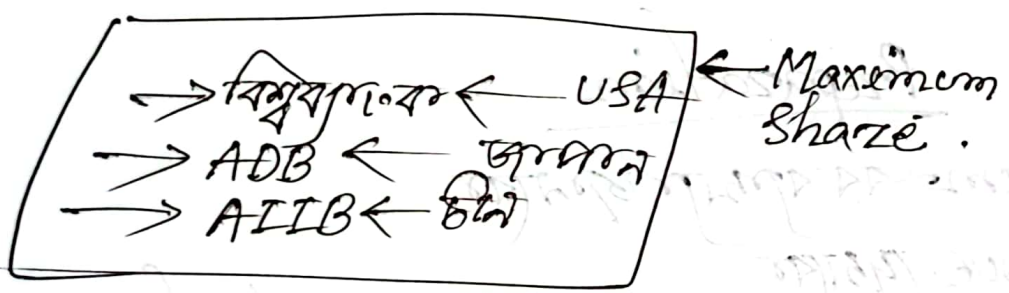 → বিশ্বব্যাংক ← USA ← Maximum
share.
→ ADB ← জাপান
→ AIIB ← চীন